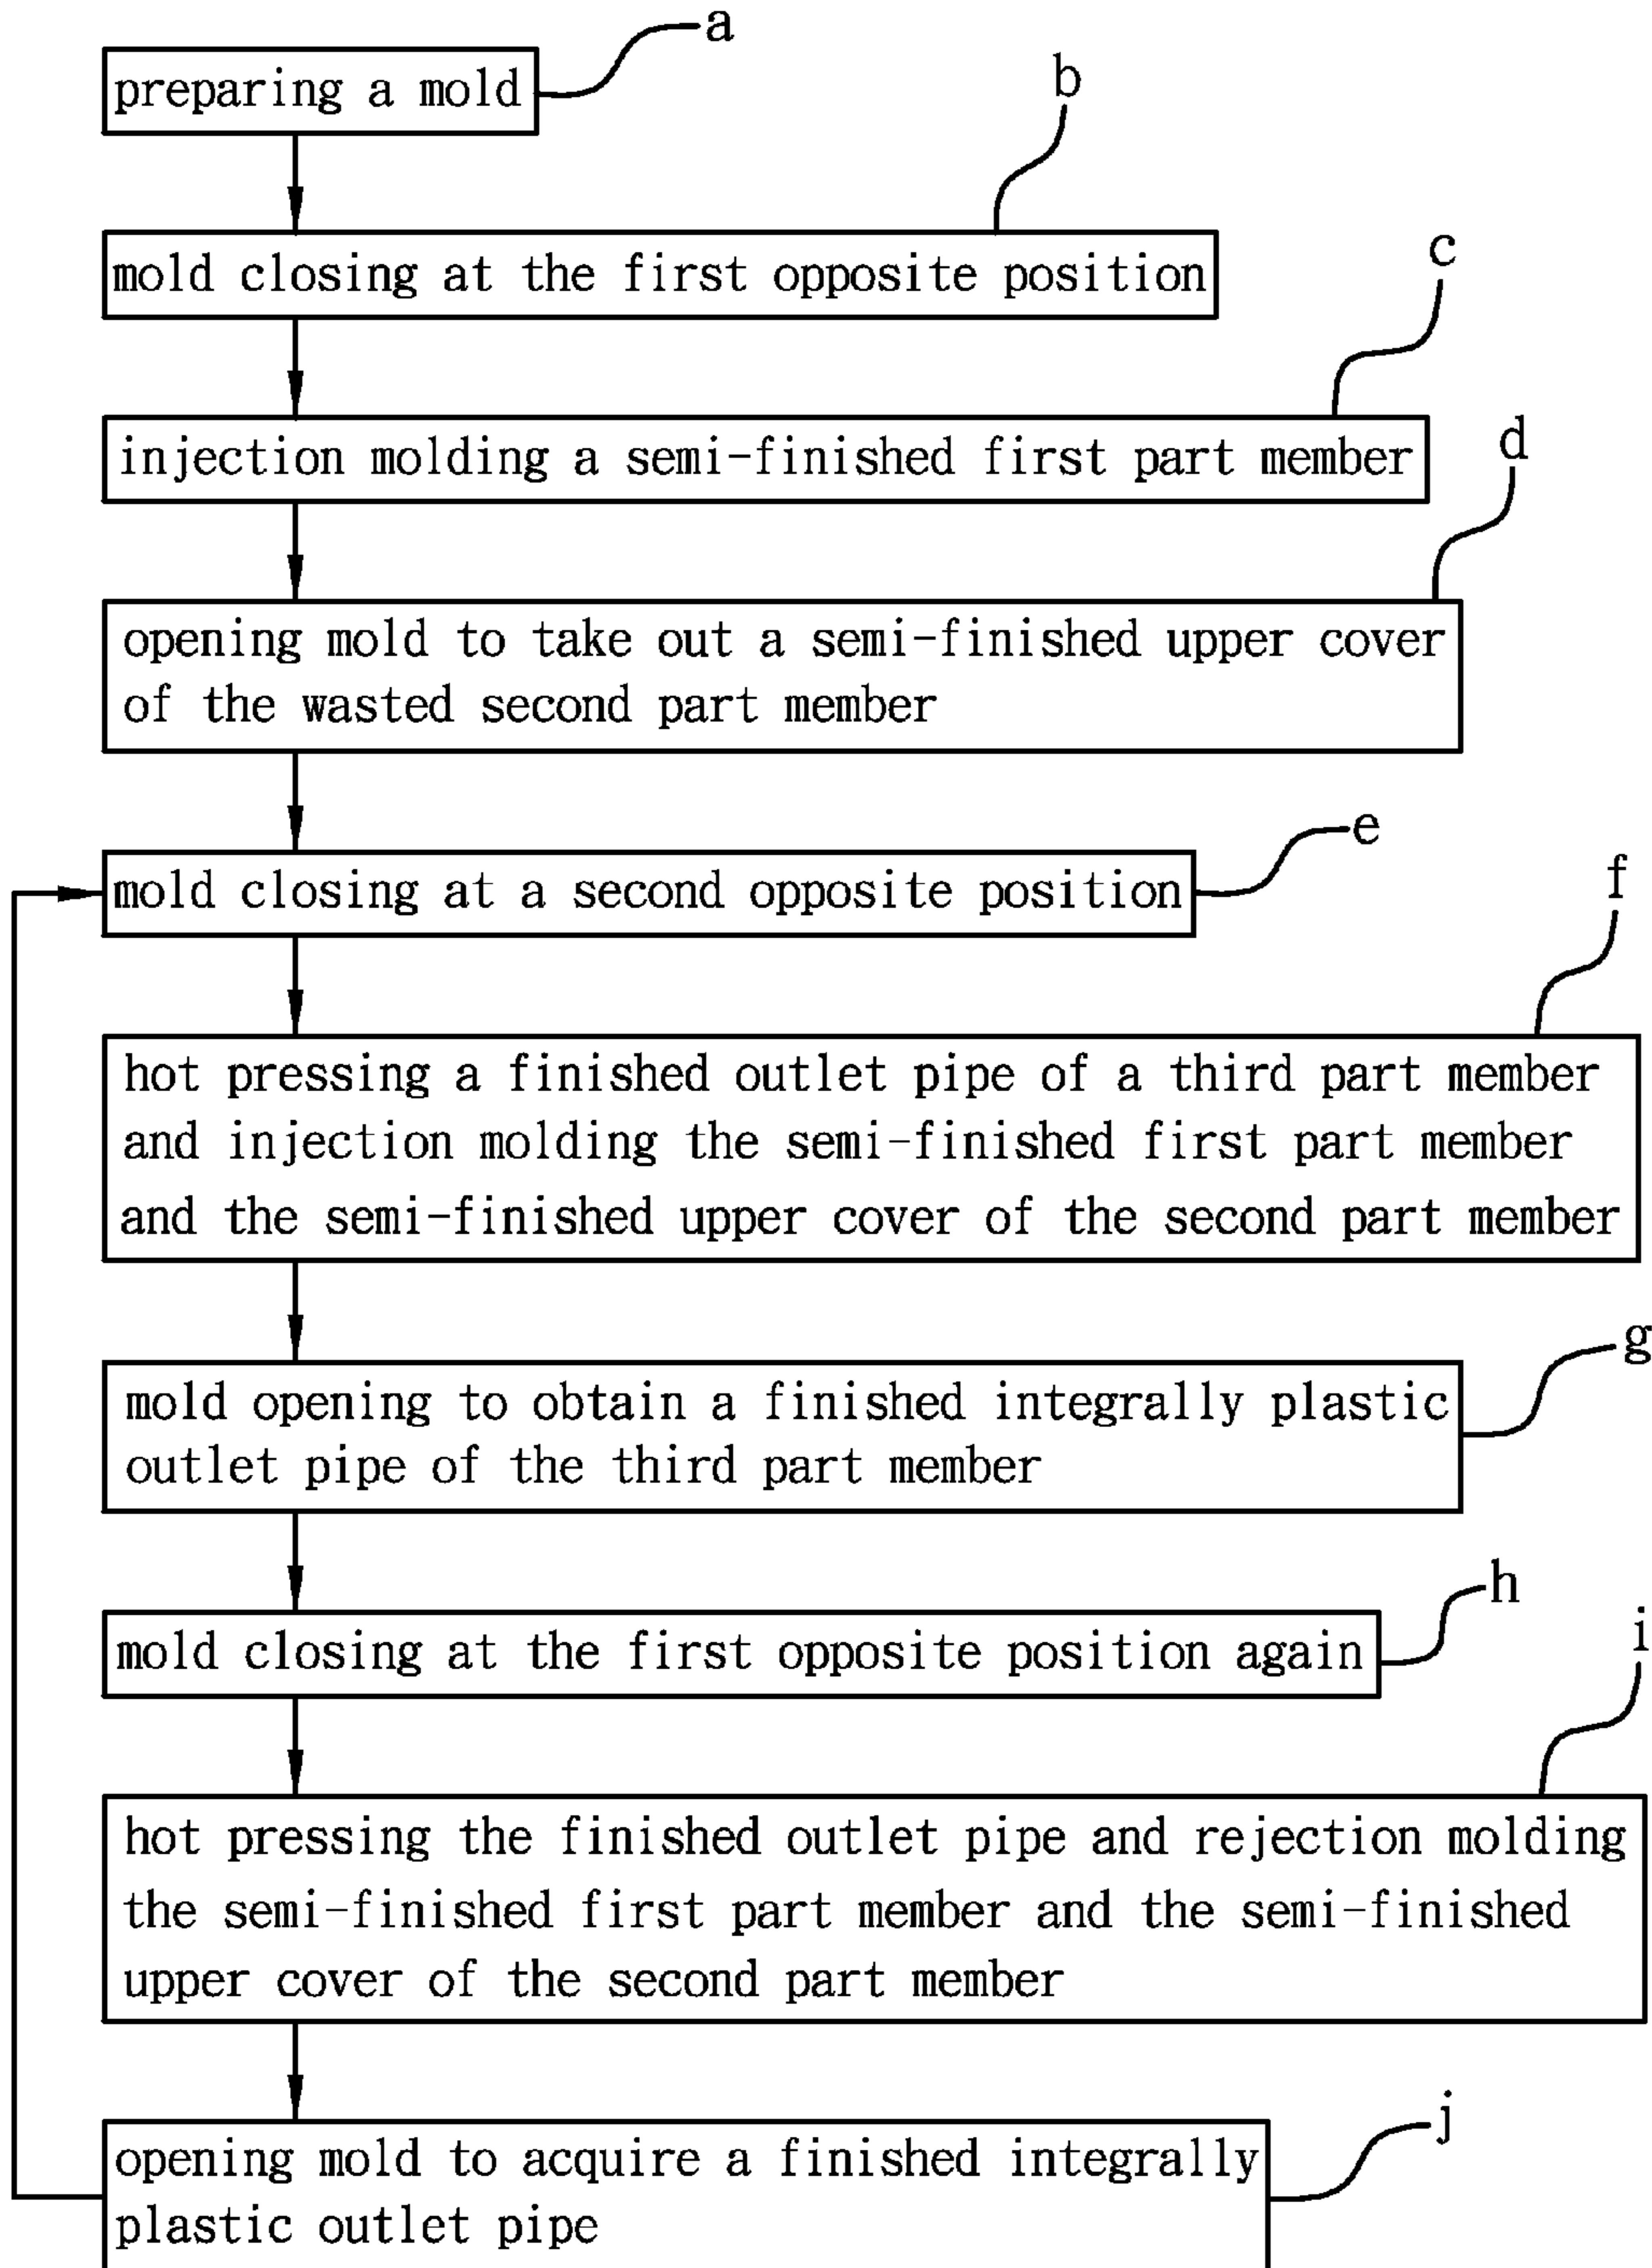 a
preparing a mold
b
mold closing at the first opposite position
c
injection molding a semi-finished first part member
d
opening mold to take out a semi-finished upper cover
of the wasted second part member
e
mold closing at a second opposite position
f
hot pressing a finished outlet pipe of a third part member
and injection molding the semi-finished first part member
and the semi-finished upper cover of the second part member
g
mold opening to obtain a finished integrally plastic
outlet pipe of the third part member
h
mold closing at the first opposite position again
i
hot pressing the finished outlet pipe and rejection molding
the semi-finished first part member and the semi-finished
upper cover of the second part member
j
opening mold to acquire a finished integrally
plastic outlet pipe